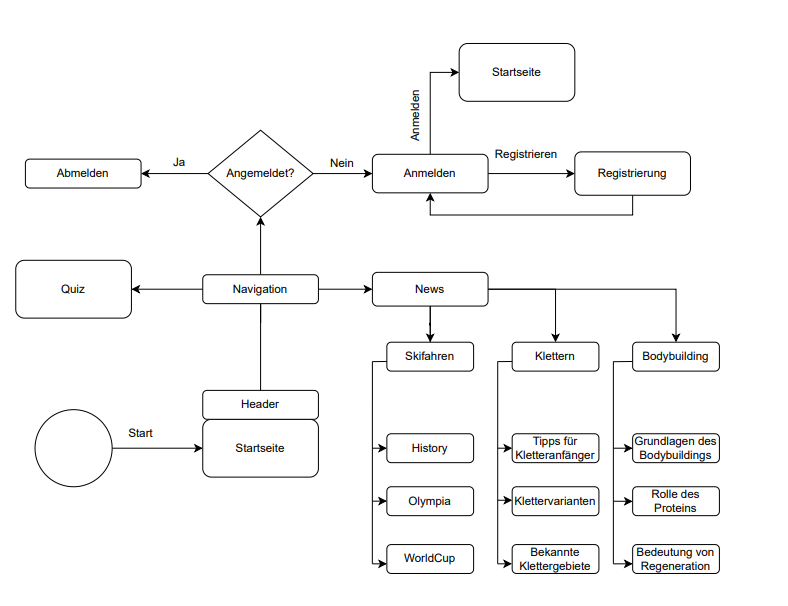 Startseite
Anmelden
Registrieren
Ja
Angemeldet?
Nein
Abmelden
Anmelden
Registrierung
Quiz
Navigation
News
Skifahren
Klettern
Bodybuilding
Header
Start
Startseite
History
Tipps für
Kletteranfänger
Grundlagen des
Bodybuildings
Olympia
Klettervarianten
Rolle des
Proteins
WorldCup
Bekannte
Klettergebiete
Bedeutung von
Regeneration